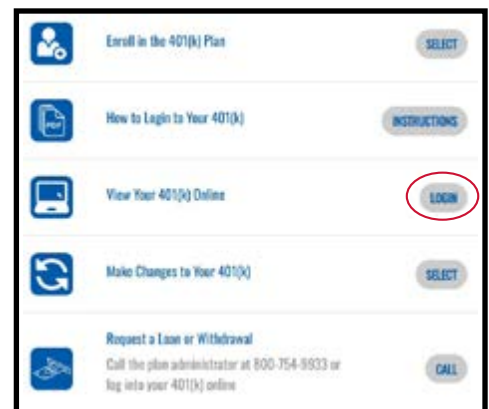 Enroll in the 401(k) Plan SELECT
PDF
How to Login to Your 401(k) INSTRUCTIONS
View Your 401(k) Online LOGIN
Make Changes to Your 401(k) SELECT
Request a Loan or Withdrawal
Call the plan administrator at 800-754-9933 or
log into your 401(k) online
CALL